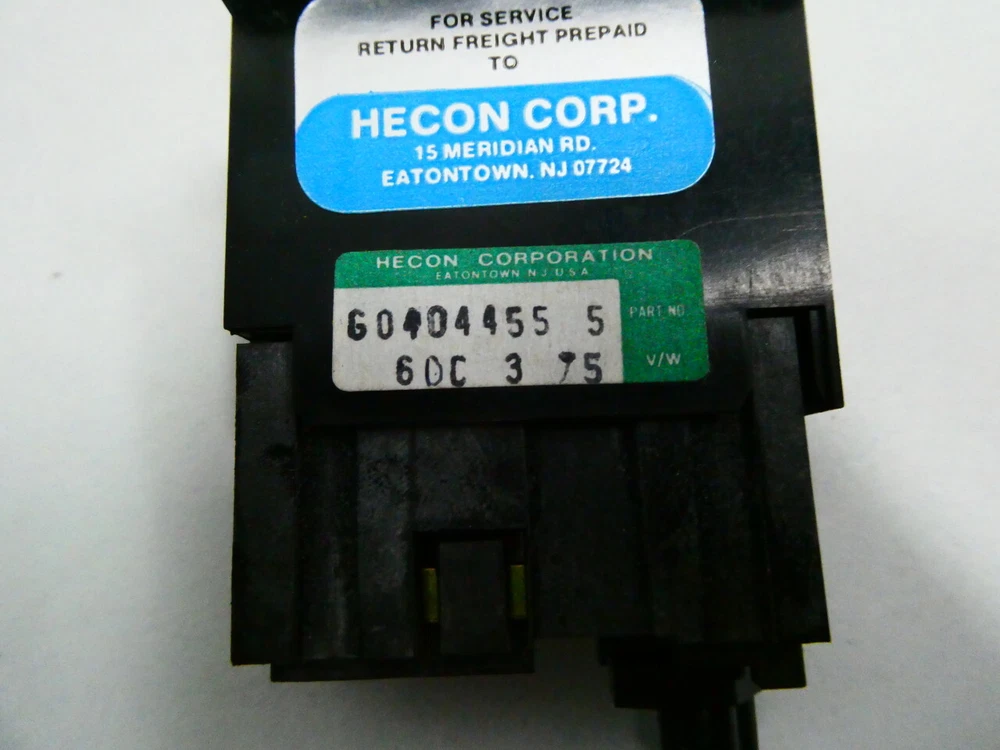 FOR SERVICE
RETURN FREIGHT PREPAID
TO
HECON CORP.
15 MERIDIAN RD.
EATONTOWN, NJ 07724
HECON CORPORATION
EATONTOWN N.J. U.S.A.
G0404455 5 PART NO
6DC 3 75 V/W